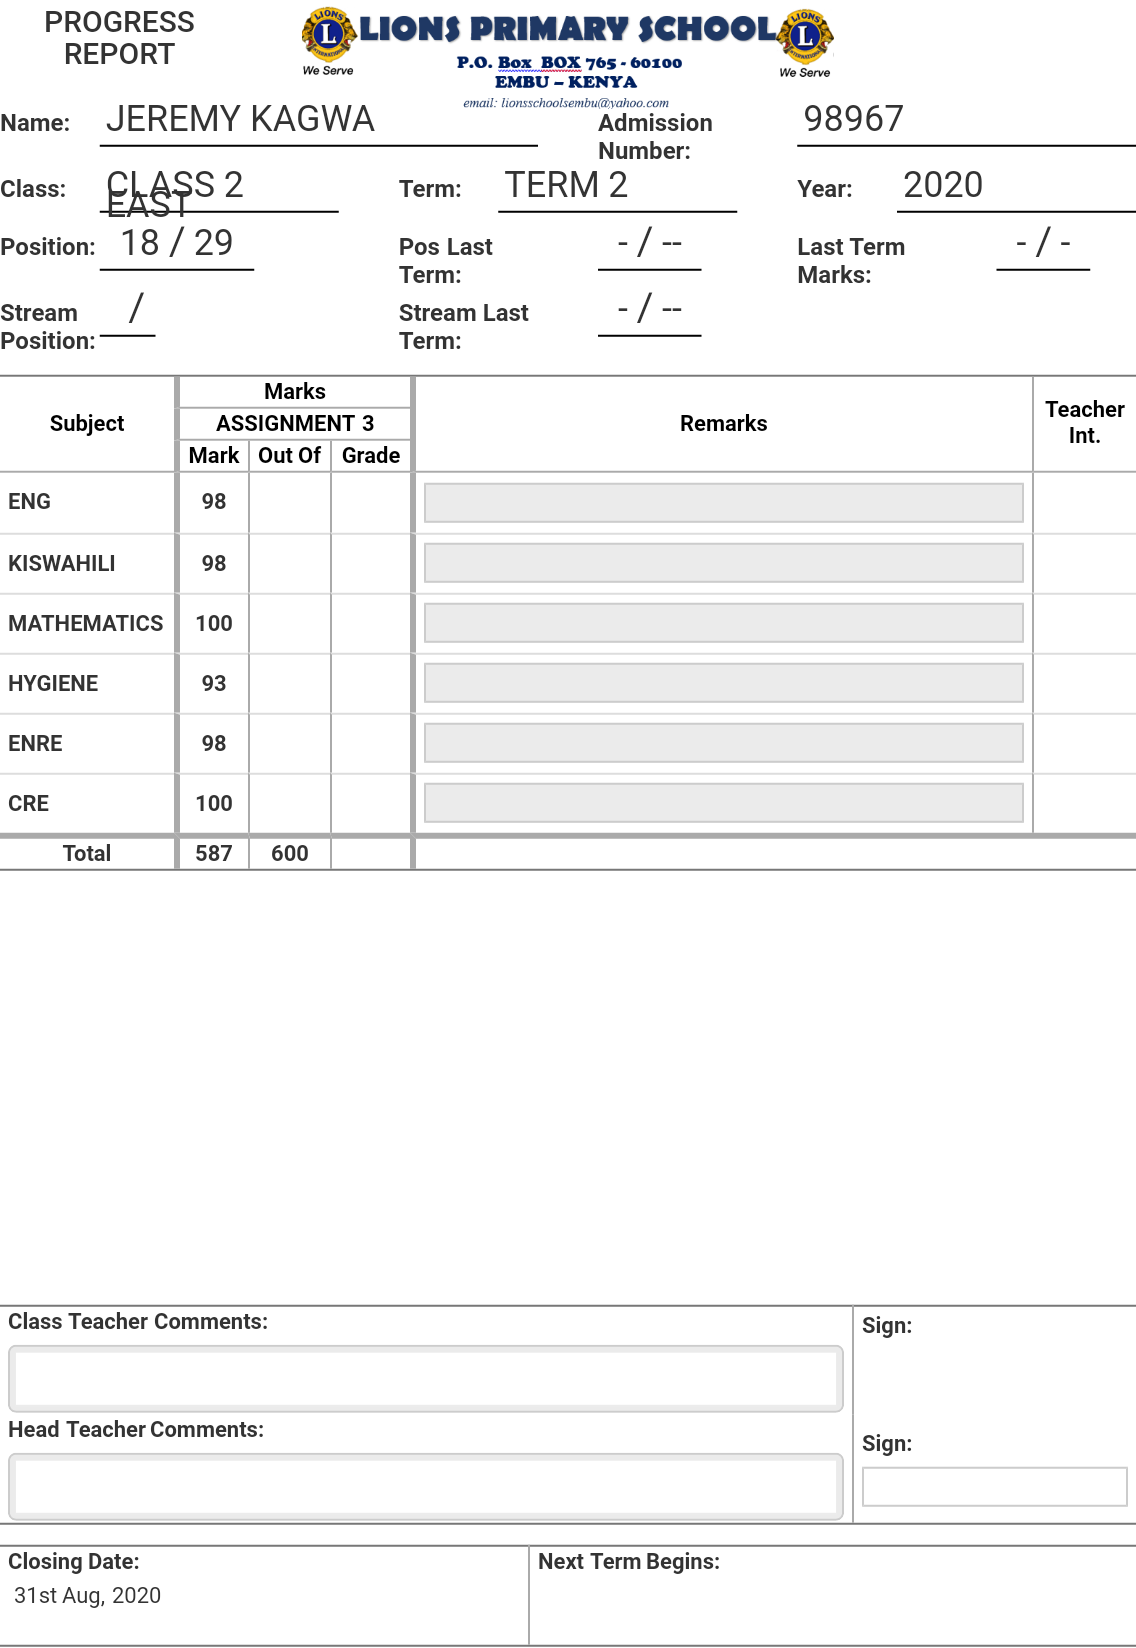 PROGRESS
REPORT
LIONS PRIMARY SCHOOL
We Serve
We Serve
P.O. Box BOX 765 - 60100
EMBU – KENYA
email: lionsschoolsembu@yahoo.com
Name: JEREMY KAGWA Admission Number: 98967
Class: CLASS 2 EAST Term: TERM 2 Year: 2020
Position: 18 / 29 Pos Last Term: - / -- Last Term Marks: - / -
Stream Position: / Stream Last Term: - / --
Subject Marks Remarks Teacher Int.
ASSIGNMENT 3
Mark Out Of Grade
ENG 98
KISWAHILI 98
MATHEMATICS 100
HYGIENE 93
ENRE 98
CRE 100
Total 587 600
Class Teacher Comments: Sign:
Head Teacher Comments: Sign:
Closing Date: Next Term Begins:
31st Aug, 2020